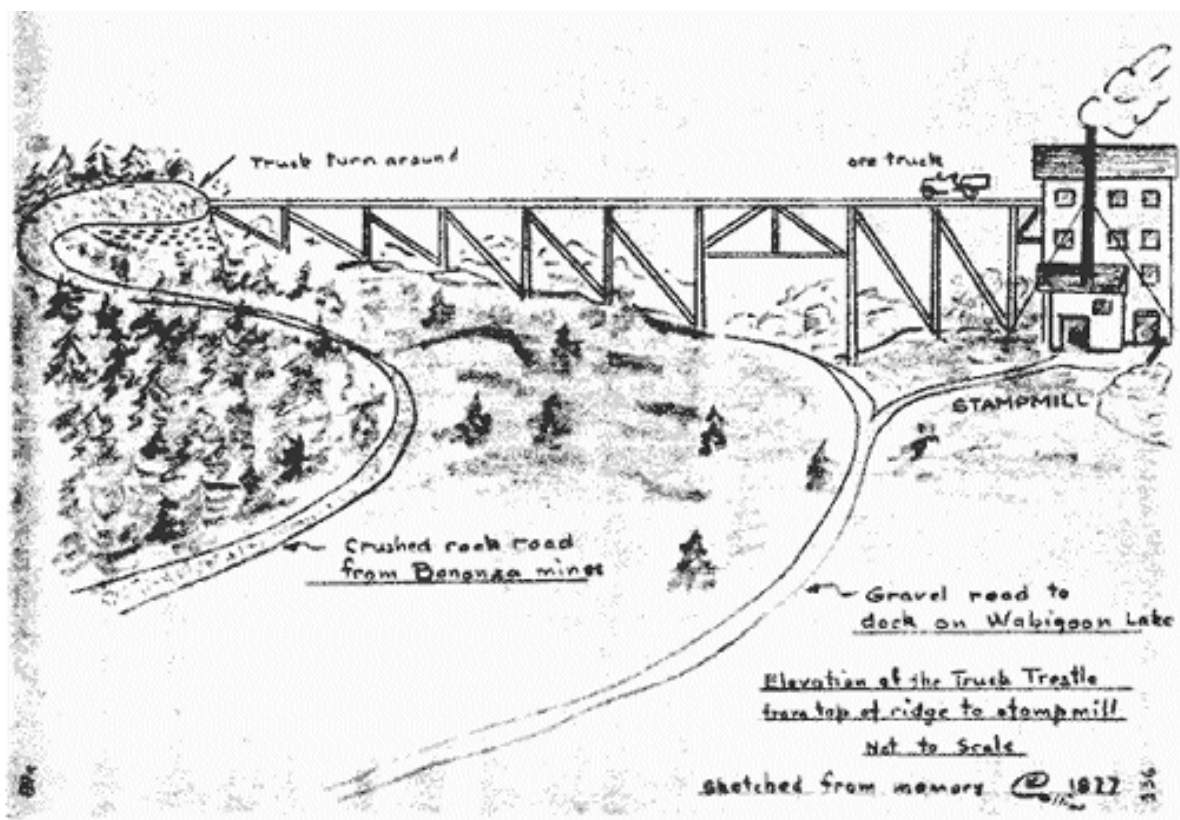 Truck turn around
ore truck
STAMPMILL
Crushed rock road
from Bononza mines
Gravel road to
dock on Wabigoon Lake
Elevation of the Truck Trestle
from top of ridge to stampmill
Not to Scale
Sketched from memory